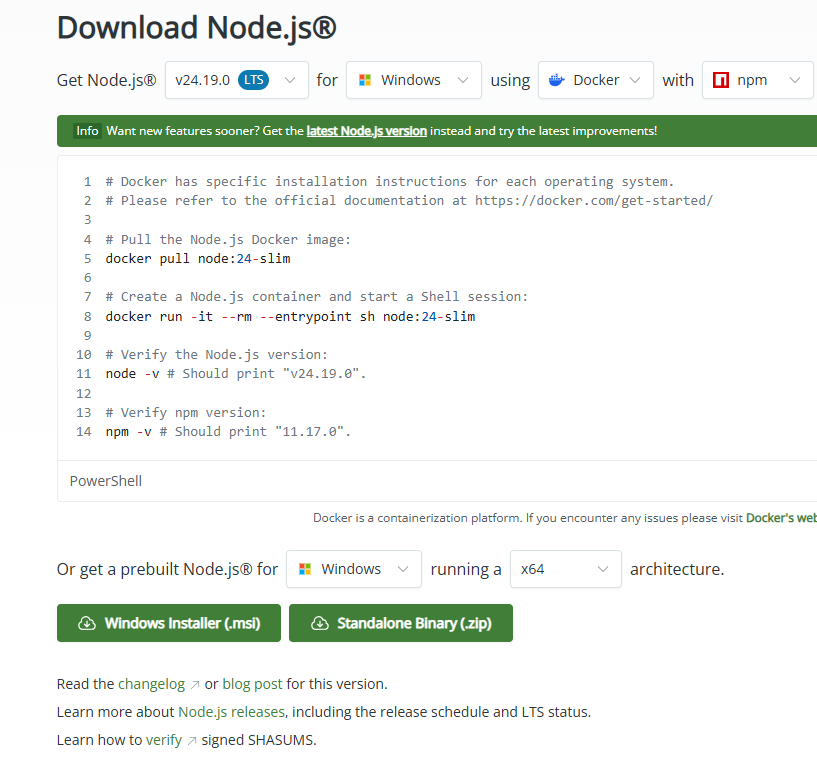 Download Node.js®
Get Node.js® v24.19.0 LTS for Windows using Docker with npm
Info Want new features sooner? Get the latest Node.js version instead and try the latest improvements!
1 # Docker has specific installation instructions for each operating system.
2 # Please refer to the official documentation at https://docker.com/get-started/
3
4 # Pull the Node.js Docker image:
5 docker pull node:24-slim
6
7 # Create a Node.js container and start a Shell session:
8 docker run -it --rm --entrypoint sh node:24-slim
9
10 # Verify the Node.js version:
11 node -v # Should print "v24.19.0".
12
13 # Verify npm version:
14 npm -v # Should print "11.17.0".
PowerShell
Docker is a containerization platform. If you encounter any issues please visit Docker's web
Or get a prebuilt Node.js® for Windows running a x64 architecture.
Windows Installer (.msi) Standalone Binary (.zip)
Read the changelog ↗ or blog post for this version.
Learn more about Node.js releases, including the release schedule and LTS status.
Learn how to verify ↗ signed SHASUMS.